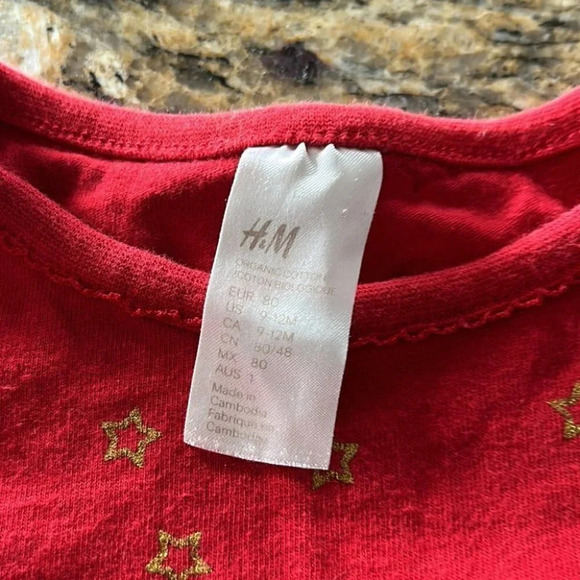 H&M
ORGANIC COTTON
/COTON BIOLOGIQUE
EUR 80
US 9-12M
CA 9-12M
CN 80/48
MX 80
AUS 1
Made in
Cambodia
Fabriqué en
Cambodge